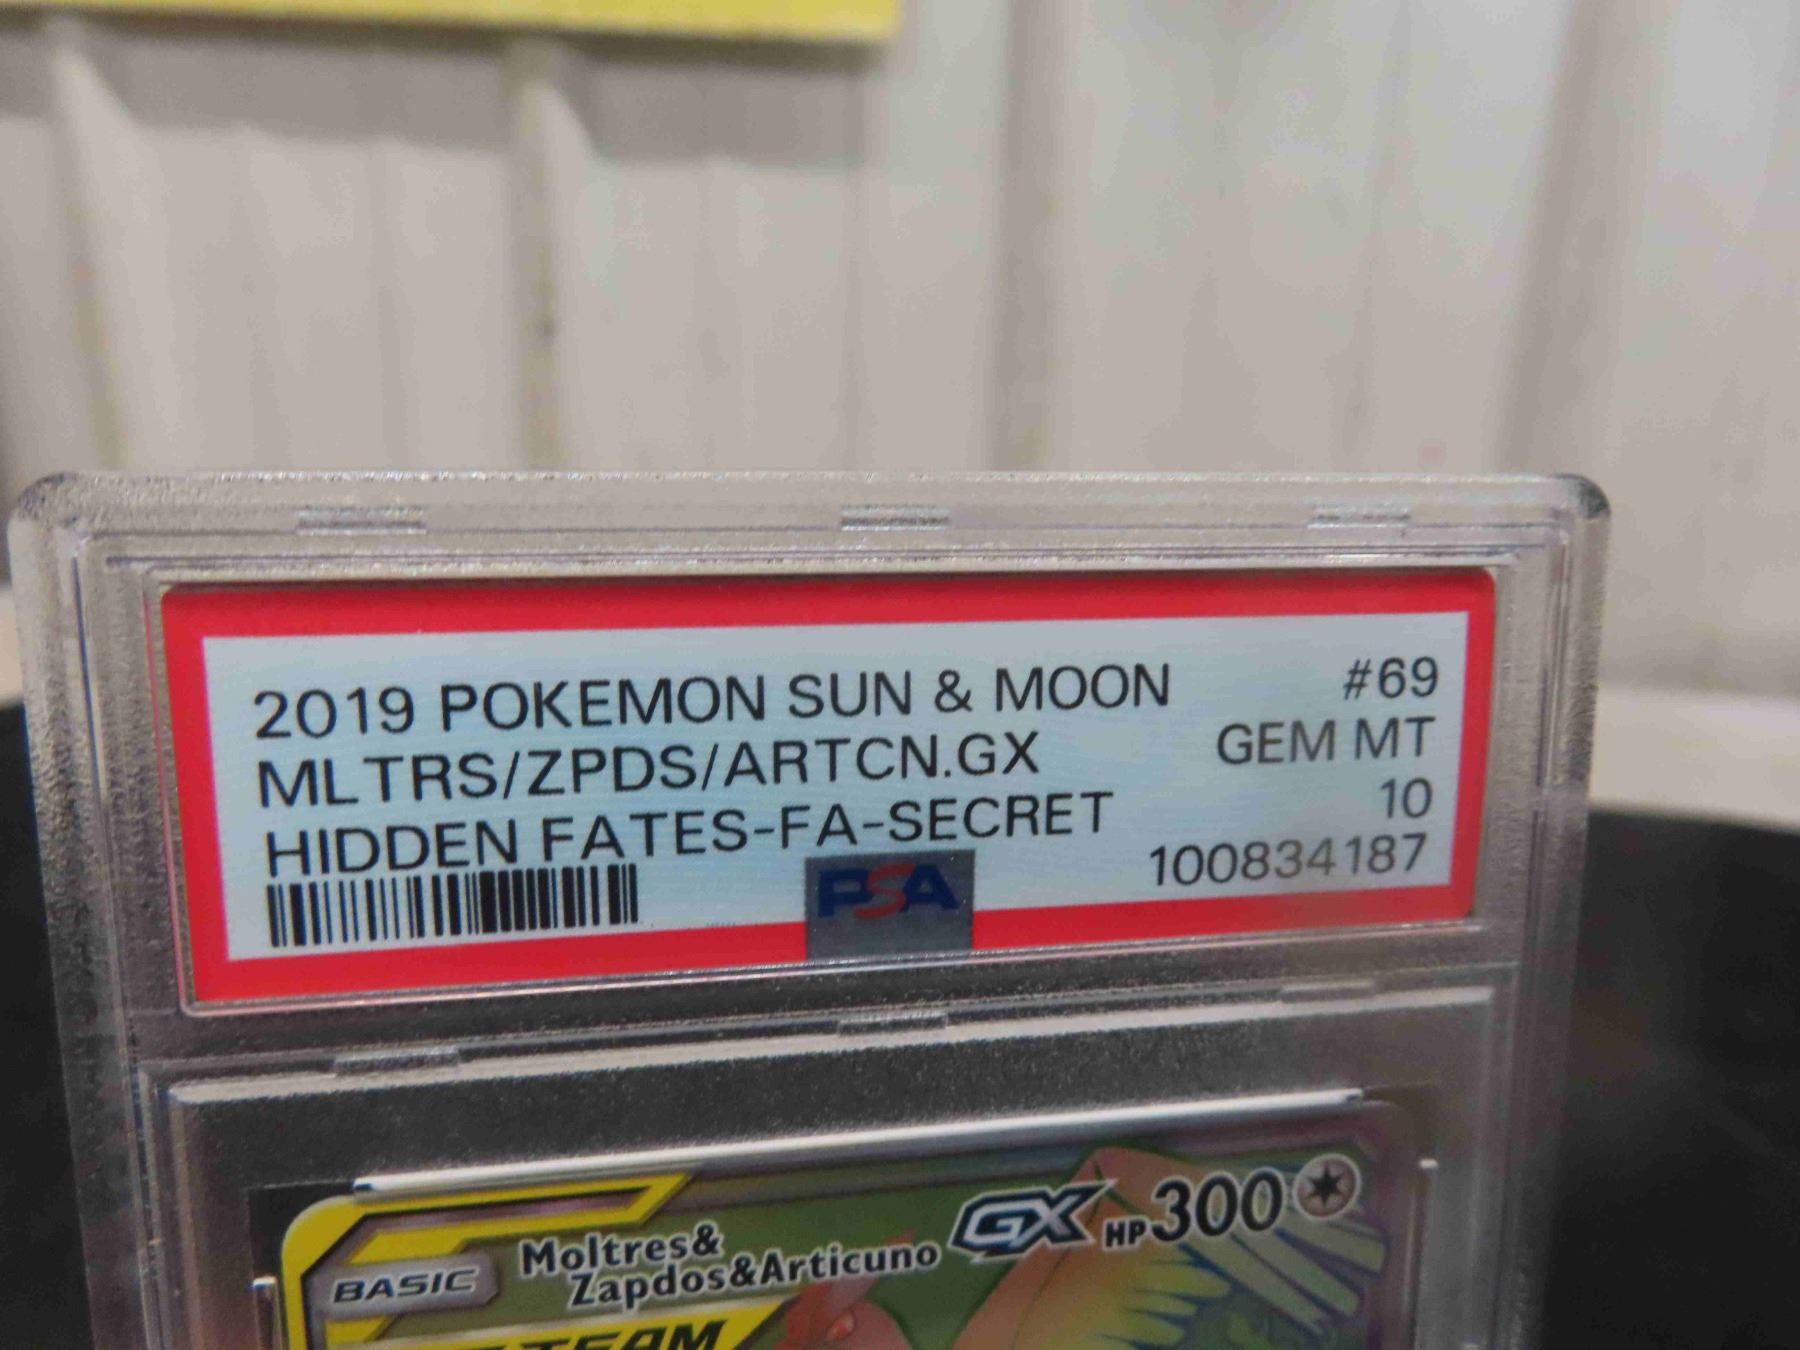 2019 POKEMON SUN & MOON #69
MLTRS/ZPDS/ARTCN.GX GEM MT
HIDDEN FATES-FA-SECRET 10
PSA 100834187
BASIC Moltres& Zapdos&Articuno GX HP300
TEAM